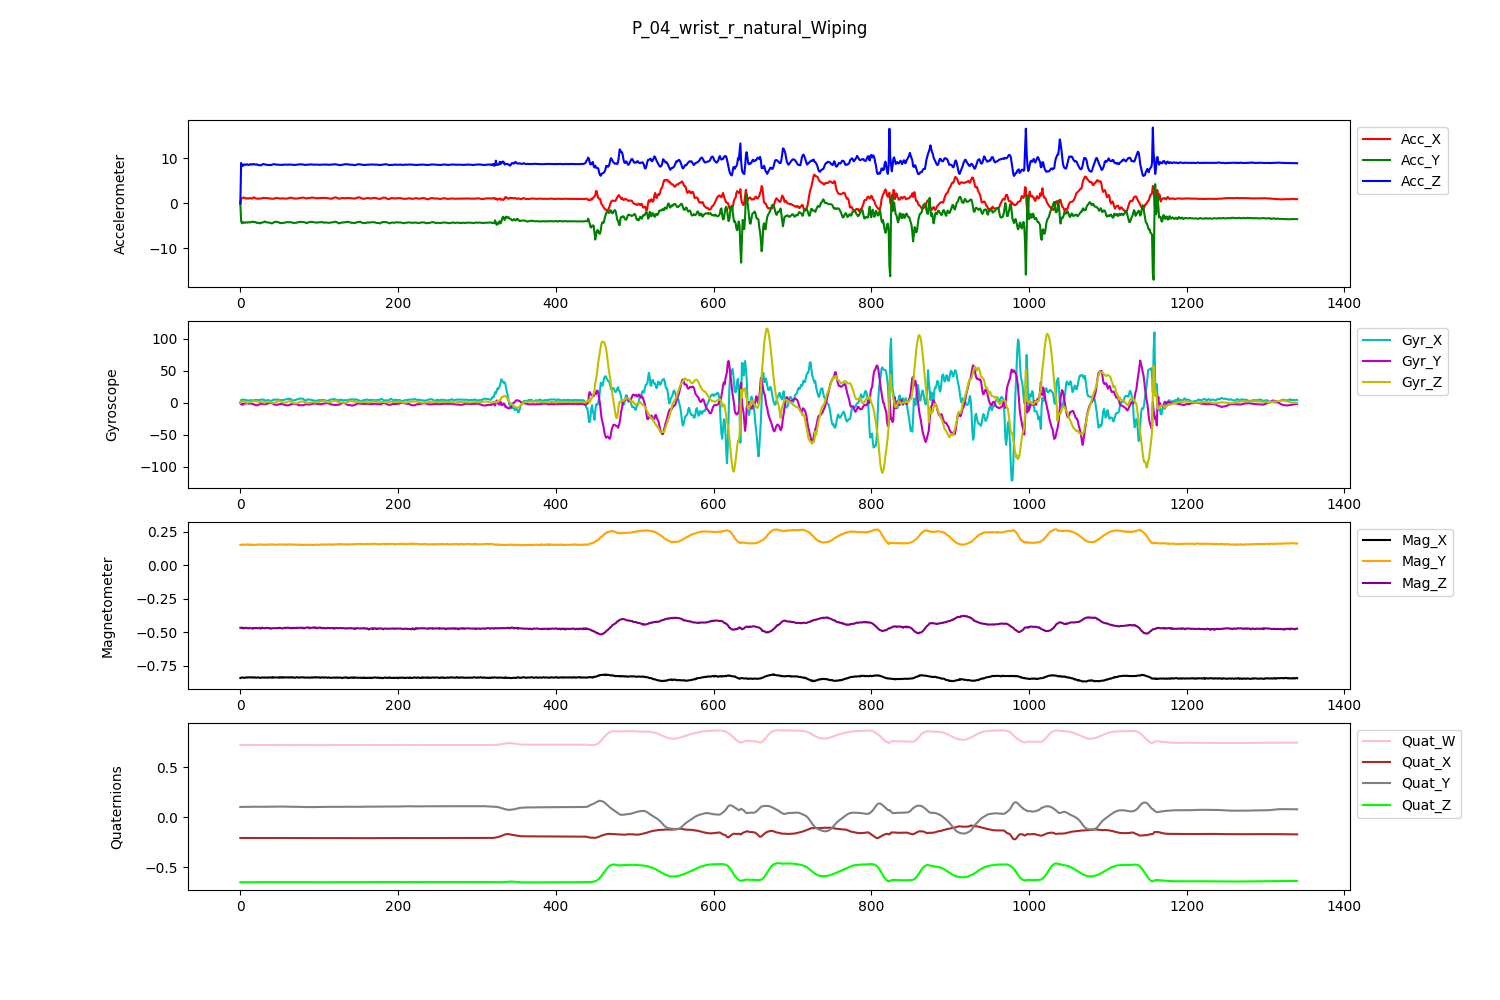 P_04_wrist_r_natural_Wiping
Accelerometer
10
0
−10
0 200 400 600 800 1000 1200 1400
Acc_X
Acc_Y
Acc_Z
Gyroscope
100
50
0
−50
−100
0 200 400 600 800 1000 1200 1400
Gyr_X
Gyr_Y
Gyr_Z
Magnetometer
0.25
0.00
−0.25
−0.50
−0.75
0 200 400 600 800 1000 1200 1400
Mag_X
Mag_Y
Mag_Z
Quaternions
0.5
0.0
−0.5
0 200 400 600 800 1000 1200 1400
Quat_W
Quat_X
Quat_Y
Quat_Z